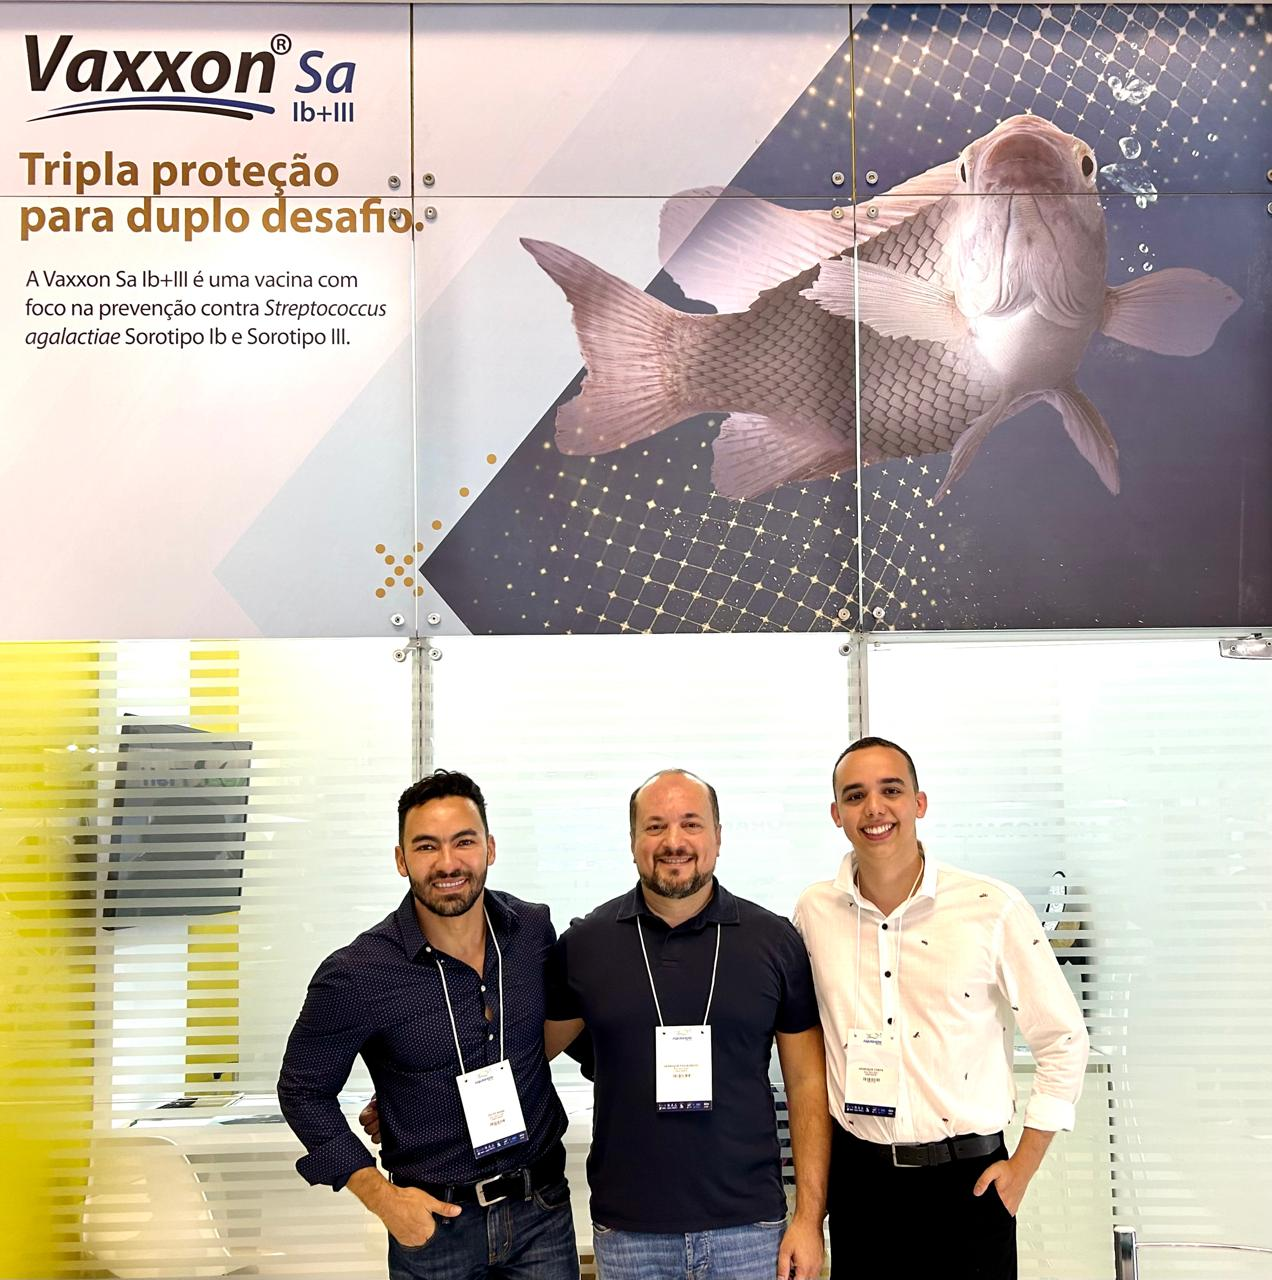 Vaxxon® Sa
Ib+III
Tripla proteção
para duplo desafio.
A Vaxxon Sa Ib+III é uma vacina com
foco na prevenção contra Streptococcus
agalactiae Sorotipo Ib e Sorotipo III.